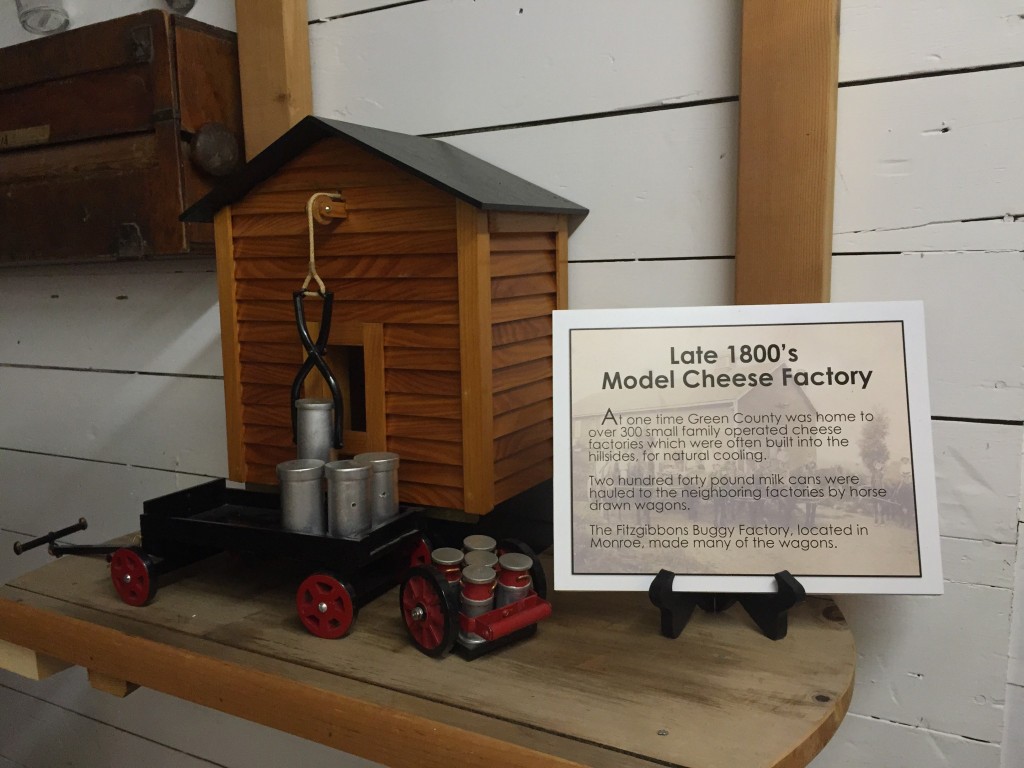 Late 1800's
Model Cheese Factory
At one time Green County was home to
over 300 small family operated cheese
factories which were often built into the
hillsides, for natural cooling.
Two hundred forty pound milk cans were
hauled to the neighboring factories by horse
drawn wagons.
The Fitzgibbons Buggy Factory, located in
Monroe, made many of the wagons.